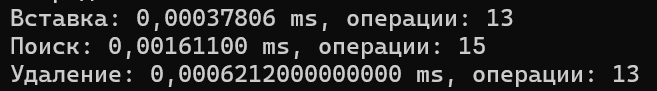 Вставка: 0,00037806 ms, операции: 13
Поиск: 0,00161100 ms, операции: 15
Удаление: 0,0006212000000000 ms, операции: 13